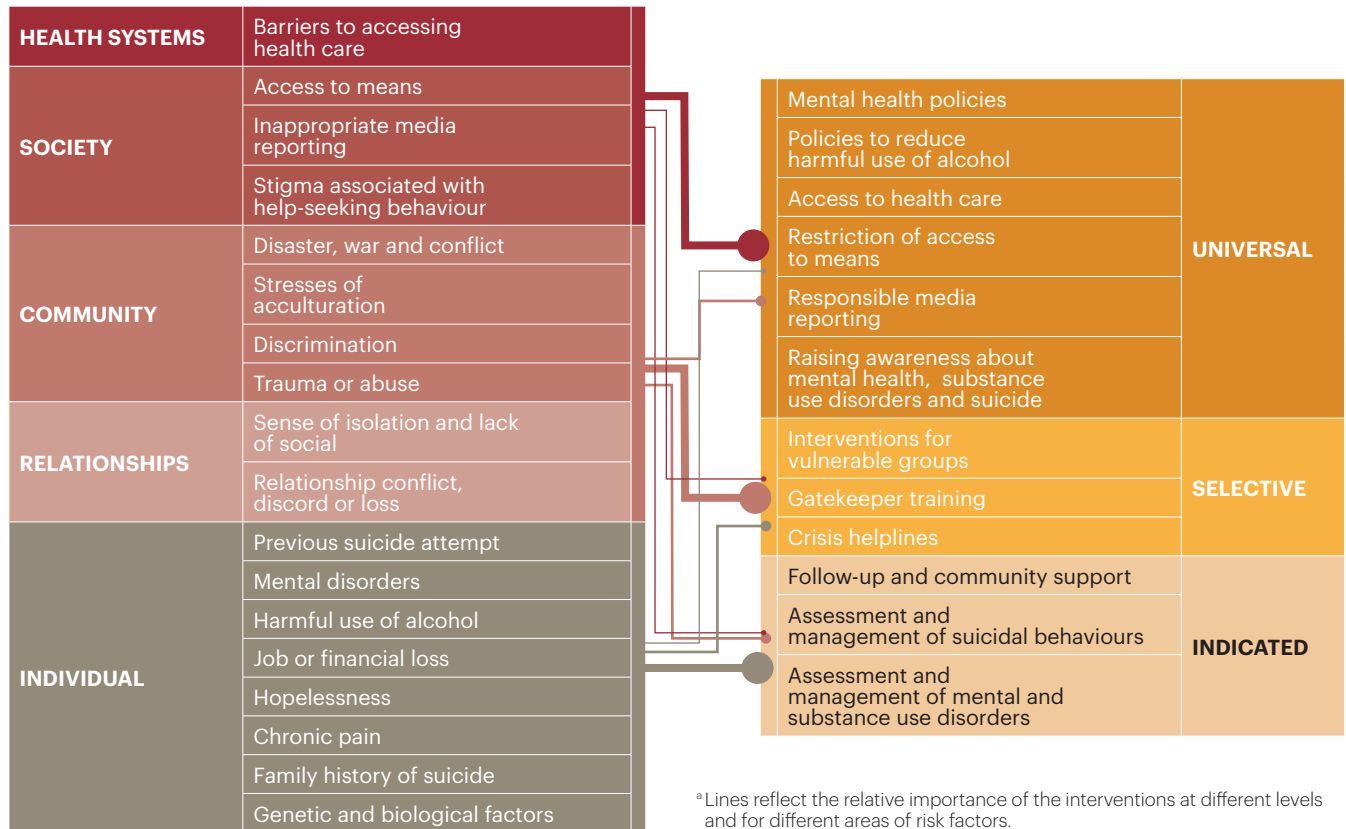 HEALTH SYSTEMS
Barriers to accessing
health care
SOCIETY
Access to means
Inappropriate media
reporting
Stigma associated with
help-seeking behaviour
COMMUNITY
Disaster, war and conflict
Stresses of
acculturation
Discrimination
Trauma or abuse
RELATIONSHIPS
Sense of isolation and lack
of social
Relationship conflict,
discord or loss
INDIVIDUAL
Previous suicide attempt
Mental disorders
Harmful use of alcohol
Job or financial loss
Hopelessness
Chronic pain
Family history of suicide
Genetic and biological factors
Mental health policies
Policies to reduce
harmful use of alcohol
Access to health care
Restriction of access
to means
Responsible media
reporting
Raising awareness about
mental health, substance
use disorders and suicide
UNIVERSAL
Interventions for
vulnerable groups
Gatekeeper training
Crisis helplines
SELECTIVE
Follow-up and community support
Assessment and
management of suicidal behaviours
Assessment and
management of mental and
substance use disorders
INDICATED
a Lines reflect the relative importance of the interventions at different levels
and for different areas of risk factors.